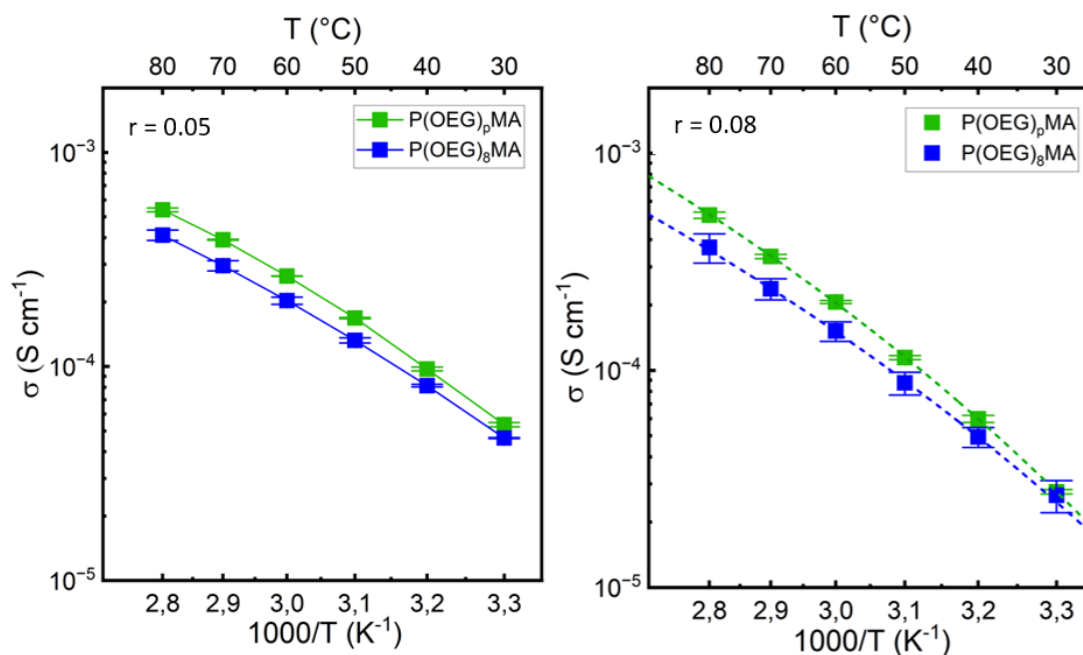 T (°C)
80 70 60 50 40 30
r = 0.05
P(OEG)ₚMA
P(OEG)₈MA
10⁻³
10⁻⁴
10⁻⁵
σ (S cm⁻¹)
2,8 2,9 3,0 3,1 3,2 3,3
1000/T (K⁻¹)
T (°C)
80 70 60 50 40 30
r = 0.08
P(OEG)ₚMA
P(OEG)₈MA
10⁻³
10⁻⁴
10⁻⁵
σ (S cm⁻¹)
2,8 2,9 3,0 3,1 3,2 3,3
1000/T (K⁻¹)